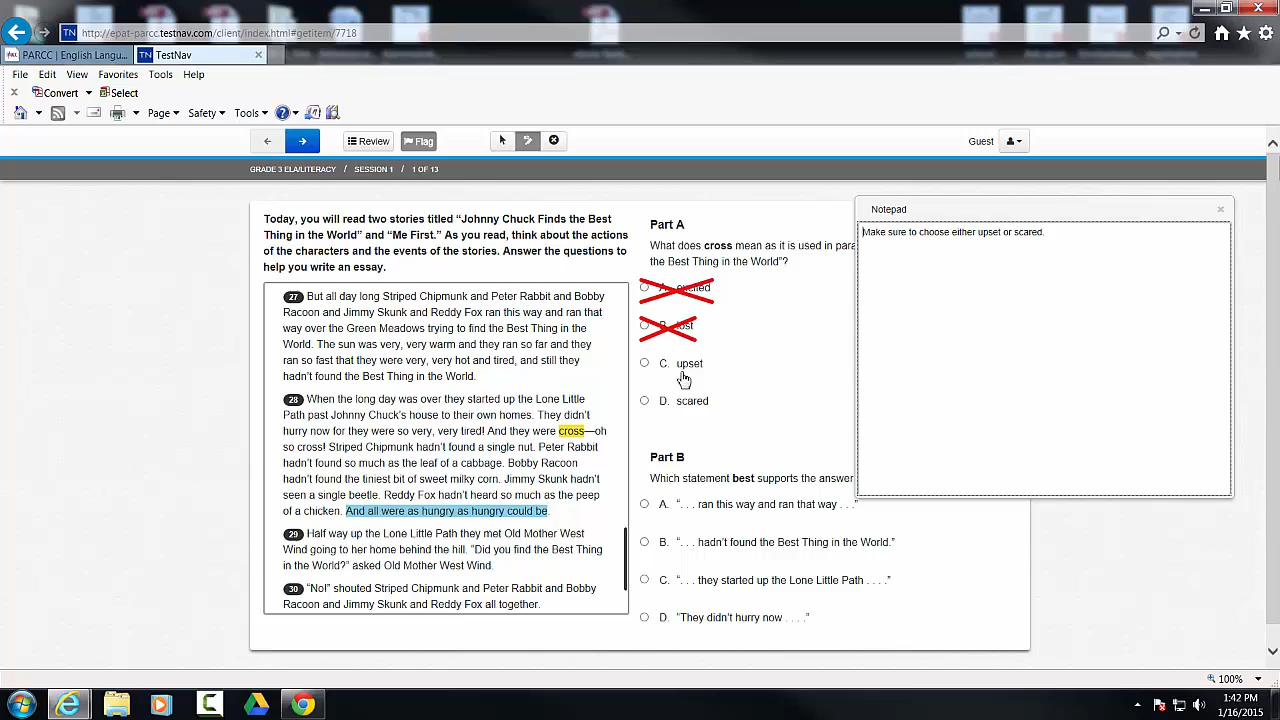 http://epat-parcc.testnav.com/client/index.html#getitem/7718
PARCC | English Langu...
TN TestNav
File Edit View Favorites Tools Help
Convert Select
Page Safety Tools
Review Flag Guest
GRADE 3 ELA/LITERACY / SESSION 1 / 1 OF 13
Today, you will read two stories titled “Johnny Chuck Finds the Best
Thing in the World” and “Me First.” As you read, think about the actions
of the characters and the events of the stories. Answer the questions to
help you write an essay.
27 But all day long Striped Chipmunk and Peter Rabbit and Bobby
Racoon and Jimmy Skunk and Reddy Fox ran this way and ran that
way over the Green Meadows trying to find the Best Thing in the
World. The sun was very, very warm and they ran so far and they
ran so fast that they were very, very hot and tired, and still they
hadn’t found the Best Thing in the World.
28 When the long day was over they started up the Lone Little
Path past Johnny Chuck’s house to their own homes. They didn’t
hurry now for they were so very, very tired! And they were cross—oh
so cross! Striped Chipmunk hadn’t found a single nut. Peter Rabbit
hadn’t found so much as the leaf of a cabbage. Bobby Racoon
hadn’t found the tiniest bit of sweet milky corn. Jimmy Skunk hadn’t
seen a single beetle. Reddy Fox hadn’t heard so much as the peep
of a chicken. And all were as hungry as hungry could be.
29 Half way up the Lone Little Path they met Old Mother West
Wind going to her home behind the hill. “Did you find the Best Thing
in the World?” asked Old Mother West Wind.
30 “No!” shouted Striped Chipmunk and Peter Rabbit and Bobby
Racoon and Jimmy Skunk and Reddy Fox all together.
Part A
What does cross mean as it is used in para
the Best Thing in the World”?
A. excited
B. lost
C. upset
D. scared
Part B
Which statement best supports the answer
A. “. . . ran this way and ran that way . . .”
B. “. . . hadn’t found the Best Thing in the World.”
C. “. . . they started up the Lone Little Path . . . .”
D. “They didn’t hurry now . . . .”
Notepad
Make sure to choose either upset or scared.
100%
1:42 PM
1/16/2015